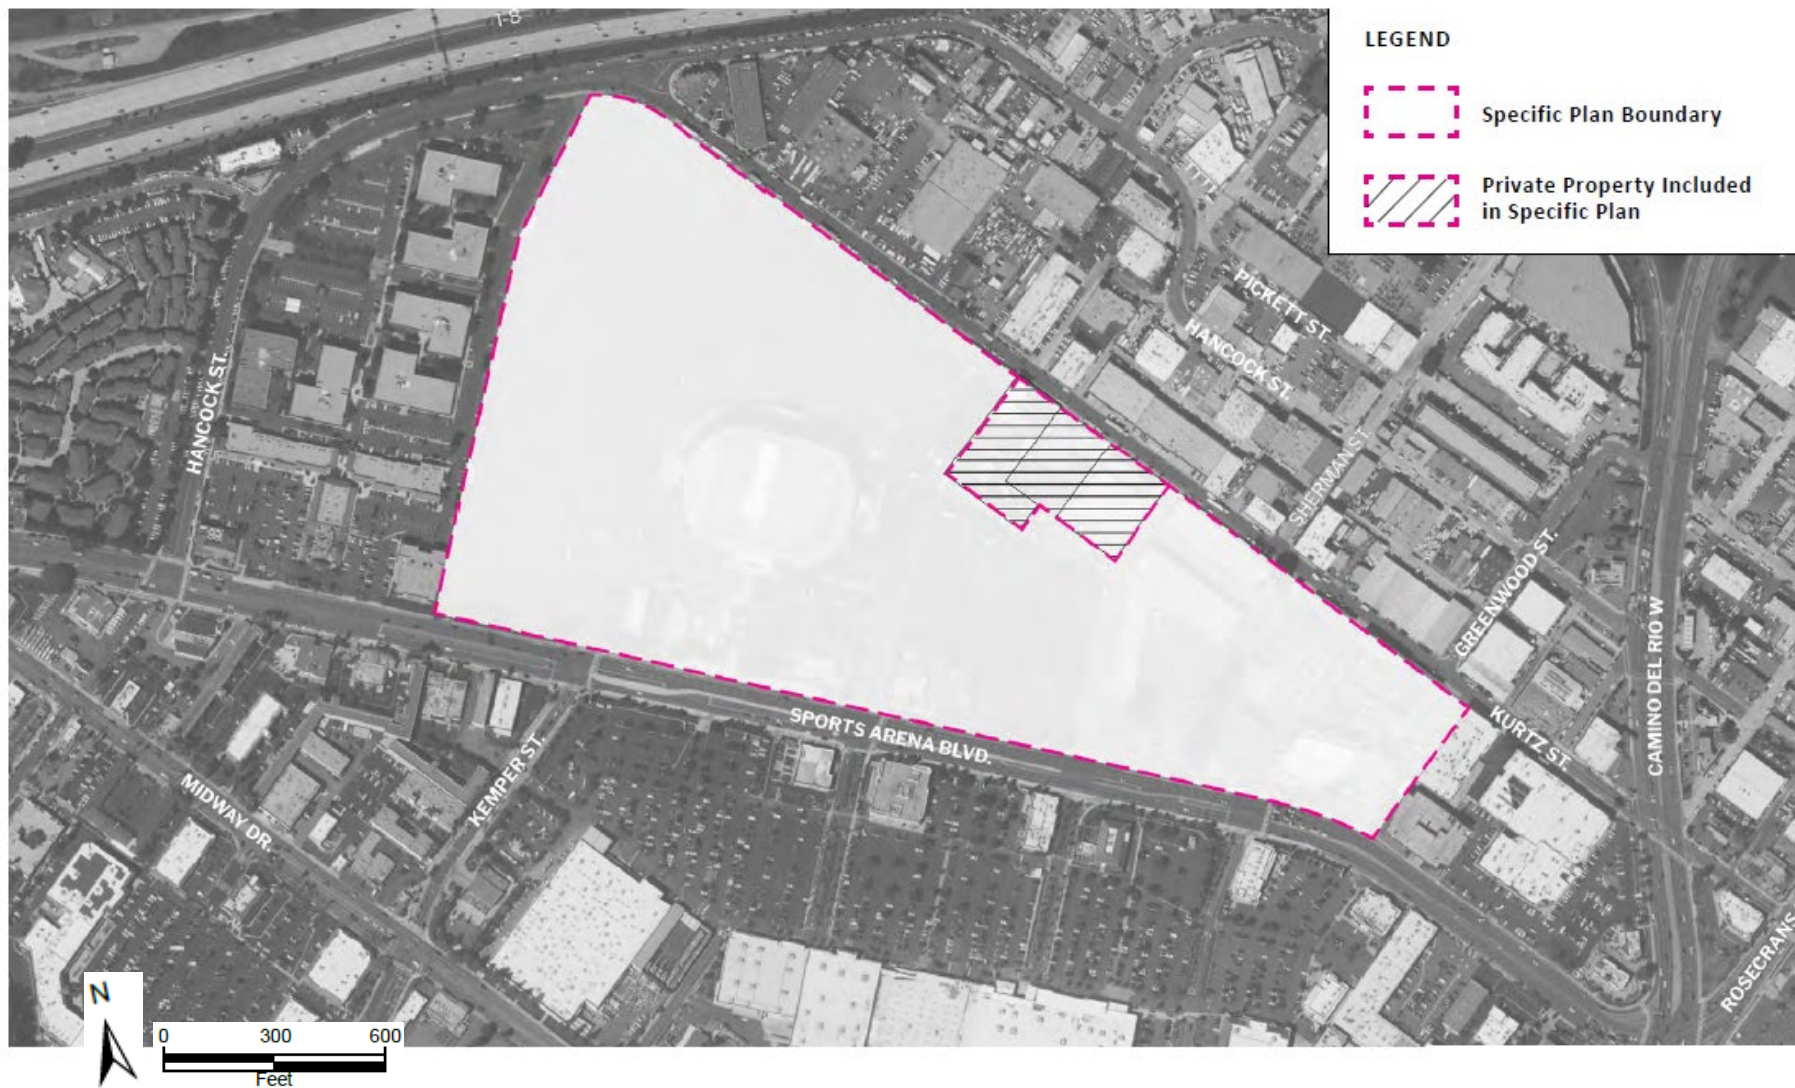 I-8
LEGEND
Specific Plan Boundary
Private Property Included
in Specific Plan
PICKETT ST.
HANCOCK ST.
HANCOCK ST.
SHERMAN ST.
GREENWOOD ST.
CAMINO DEL RIO W
KURTZ ST.
SPORTS ARENA BLVD.
KEMPER ST.
MIDWAY DR.
ROSECRANS
N
0 300 600
Feet